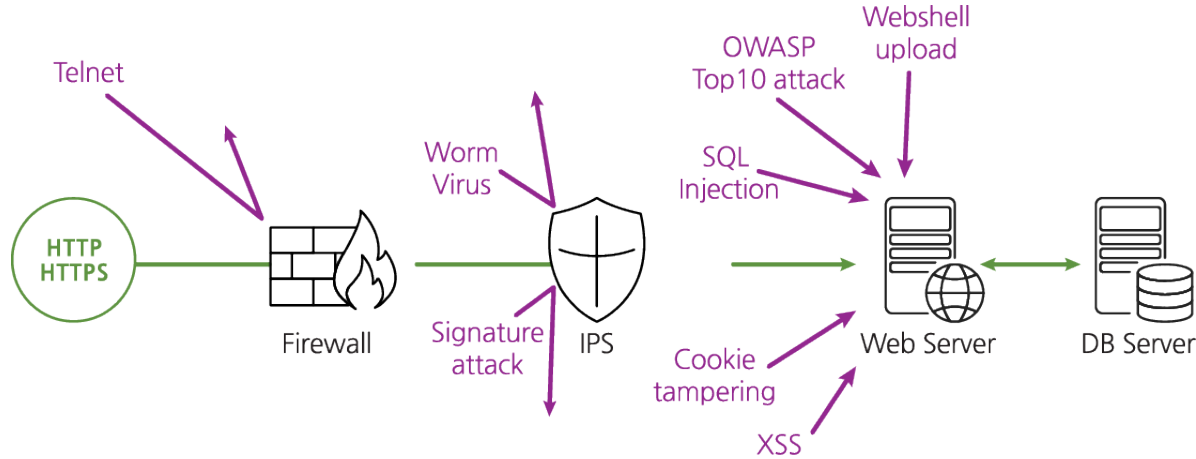 Telnet
HTTP
HTTPS
Firewall
Worm
Virus
Signature
attack
IPS
OWASP
Top10 attack
Webshell
upload
SQL
Injection
Cookie
tampering
XSS
Web Server
DB Server